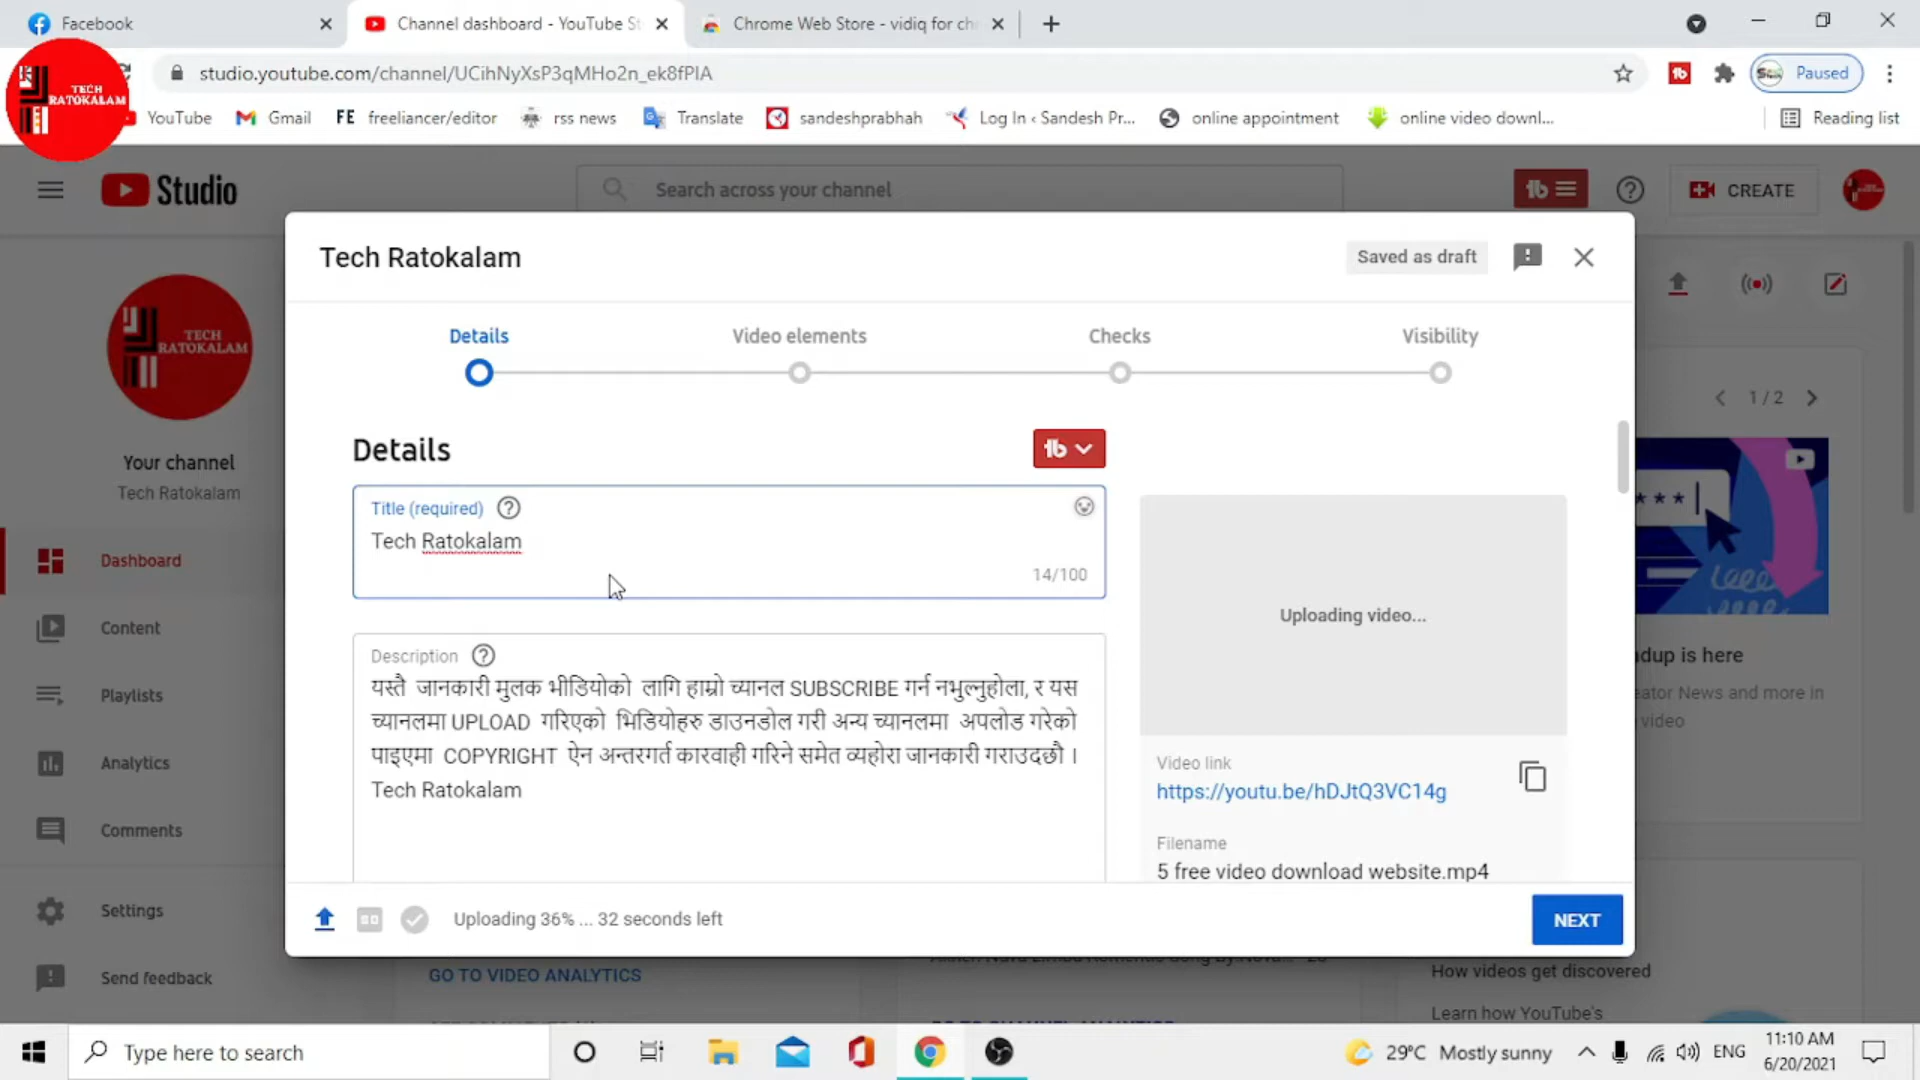 Facebook
Channel dashboard - YouTube St
Chrome Web Store - vidiq for chr
studio.youtube.com/channel/UCihNyXsP3qMHo2n_ek8fPIA
Paused
TECH
RATOKALAM
YouTube
Gmail
FE freeliancer/editor
rss news
Translate
sandeshprabhah
Log In ‹ Sandesh Pr...
online appointment
online video downl...
Reading list
Studio
Search across your channel
CREATE
Tech Ratokalam
Saved as draft
Details
Video elements
Checks
Visibility
TECH
RATOKALAM
Your channel
Tech Ratokalam
Dashboard
Content
Playlists
Analytics
Comments
Settings
Send feedback
Details
Title (required)
Tech Ratokalam
14/100
Description
यस्तै जानकारी मुलक भीडियोको लागि हाम्रो च्यानल SUBSCRIBE गर्न नभुल्नुहोला, र यस
च्यानलमा UPLOAD गरिएको भिडियोहरु डाउनडोल गरी अन्य च्यानलमा अपलोड गरेको
पाइएमा COPYRIGHT ऐन अन्तरगर्त कारवाही गरिने समेत व्यहोरा जानकारी गराउदछौ ।
Tech Ratokalam
Uploading video...
Video link
https://youtu.be/hDJtQ3VC14g
Filename
5 free video download website.mp4
Uploading 36% ... 32 seconds left
NEXT
1 / 2
dup is here
eator News and more in
video
GO TO VIDEO ANALYTICS
How videos get discovered
Learn how YouTube's
Type here to search
29°C Mostly sunny
ENG
11:10 AM
6/20/2021